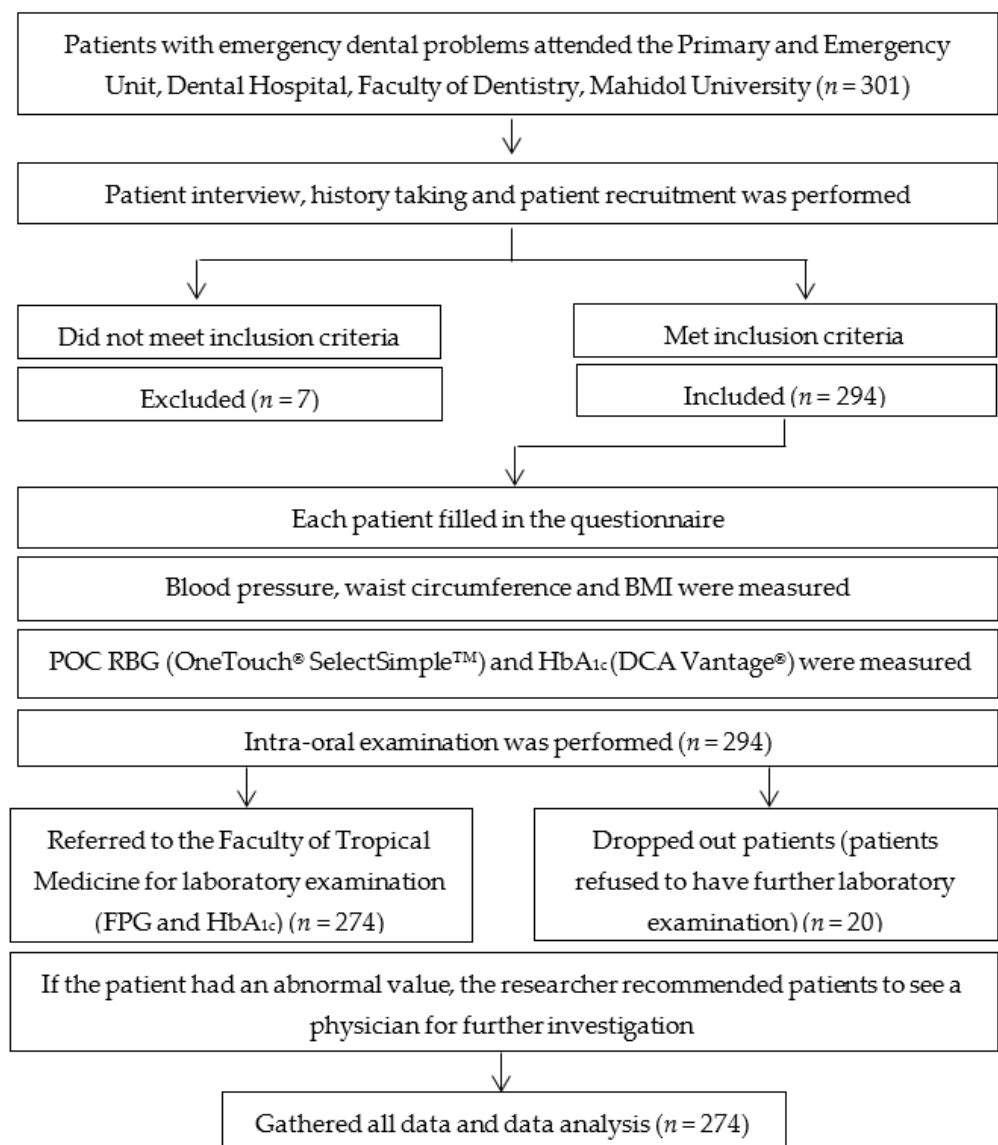 Patients with emergency dental problems attended the Primary and Emergency
Unit, Dental Hospital, Faculty of Dentistry, Mahidol University (n = 301)
Patient interview, history taking and patient recruitment was performed
Did not meet inclusion criteria
Excluded (n = 7)
Met inclusion criteria
Included (n = 294)
Each patient filled in the questionnaire
Blood pressure, waist circumference and BMI were measured
POC RBG (OneTouch® SelectSimple™) and HbA1c (DCA Vantage®) were measured
Intra-oral examination was performed (n = 294)
Referred to the Faculty of Tropical
Medicine for laboratory examination
(FPG and HbA1c) (n = 274)
Dropped out patients (patients
refused to have further laboratory
examination) (n = 20)
If the patient had an abnormal value, the researcher recommended patients to see a
physician for further investigation
Gathered all data and data analysis (n = 274)